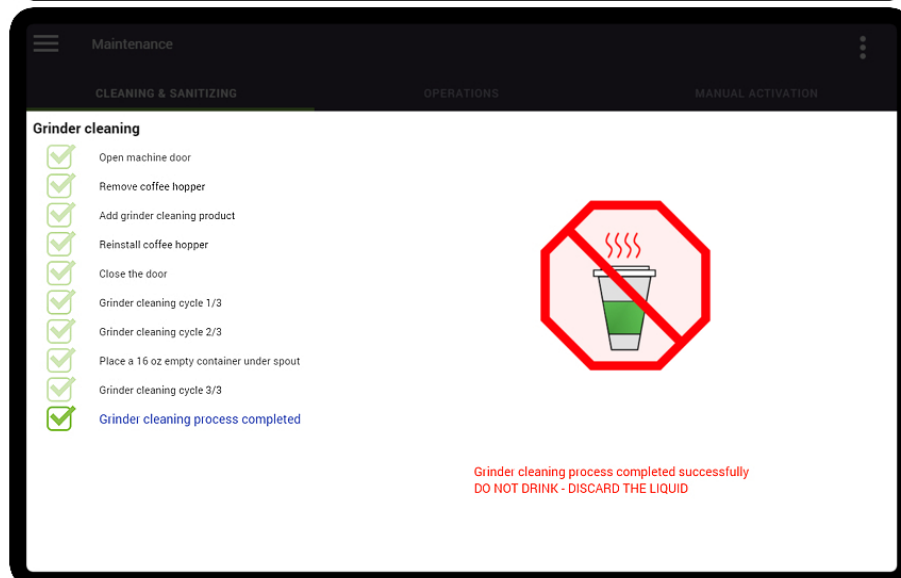 Maintenance
CLEANING & SANITIZING
OPERATIONS
MANUAL ACTIVATION
Grinder cleaning
Open machine door
Remove coffee hopper
Add grinder cleaning product
Reinstall coffee hopper
Close the door
Grinder cleaning cycle 1/3
Grinder cleaning cycle 2/3
Place a 16 oz empty container under spout
Grinder cleaning cycle 3/3
Grinder cleaning process completed
Grinder cleaning process completed successfully
DO NOT DRINK - DISCARD THE LIQUID